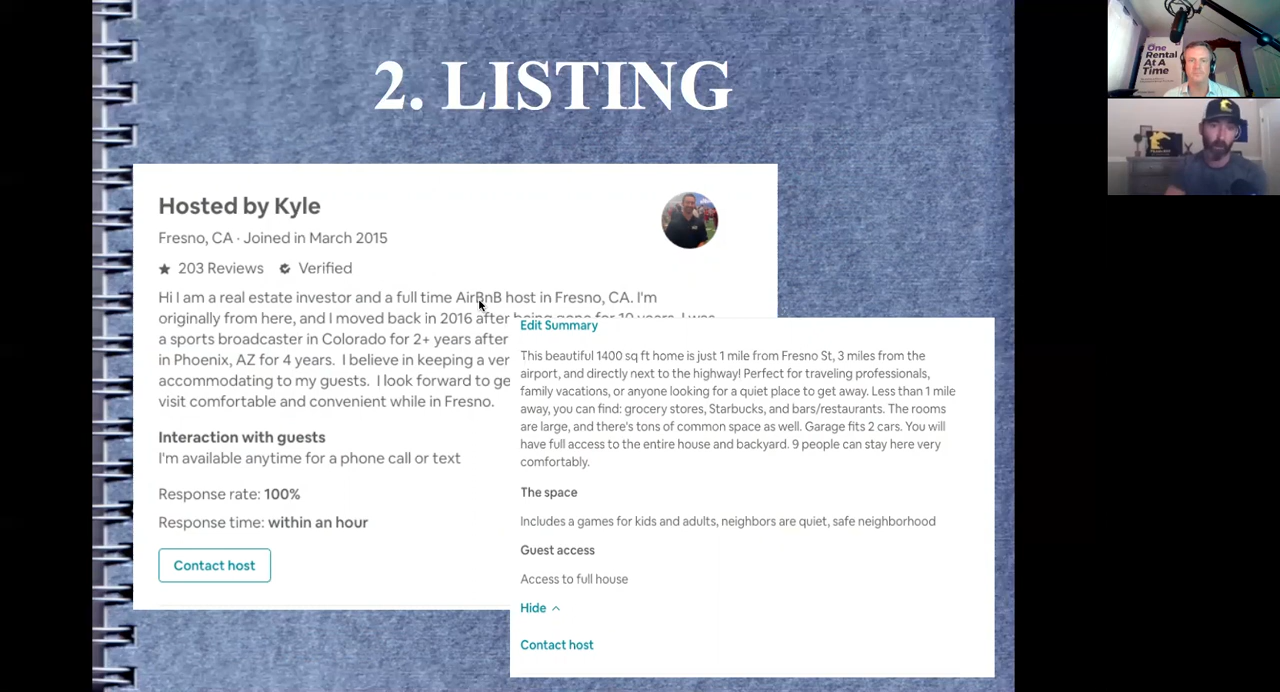 2. LISTING
Hosted by Kyle
Fresno, CA · Joined in March 2015
203 Reviews Verified
Hi I am a real estate investor and a full time AirBnB host in Fresno, CA. I'm
originally from here, and I moved back in 2016 after being gone for 10 years. I was
a sports broadcaster in Colorado for 2+ years after
in Phoenix, AZ for 4 years. I believe in keeping a ver
accommodating to my guests. I look forward to ge
visit comfortable and convenient while in Fresno.
Interaction with guests
I'm available anytime for a phone call or text
Response rate: 100%
Response time: within an hour
Contact host
Edit Summary
This beautiful 1400 sq ft home is just 1 mile from Fresno St, 3 miles from the
airport, and directly next to the highway! Perfect for traveling professionals,
family vacations, or anyone looking for a quiet place to get away. Less than 1 mile
away, you can find: grocery stores, Starbucks, and bars/restaurants. The rooms
are large, and there's tons of common space as well. Garage fits 2 cars. You will
have full access to the entire house and backyard. 9 people can stay here very
comfortably.
The space
Includes a games for kids and adults, neighbors are quiet, safe neighborhood
Guest access
Access to full house
Hide
Contact host
One
Rental
At A
Time